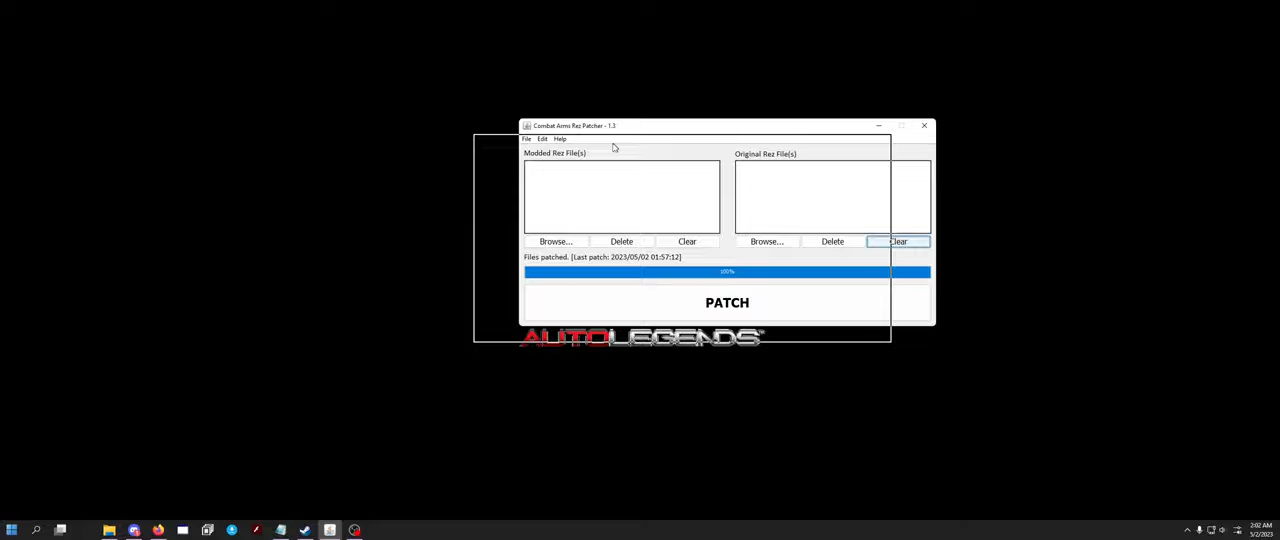 Combat Arms Rez Patcher - 1.3
File Edit Help
Modded Rez File(s)
Original Rez File(s)
Browse... Delete Clear
Browse... Delete Clear
Files patched. [Last patch: 2023/05/02 01:57:12]
100%
PATCH
AUTOLEGENDS™
2:02 AM
5/2/2023